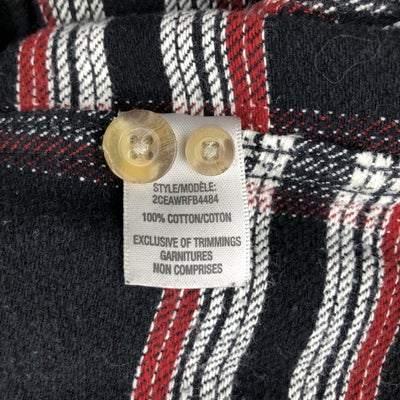 STYLE/MODÈLE:
2CEAWRFB4484
100% COTTON/COTON
EXCLUSIVE OF TRIMMINGS
GARNITURES
NON COMPRISES